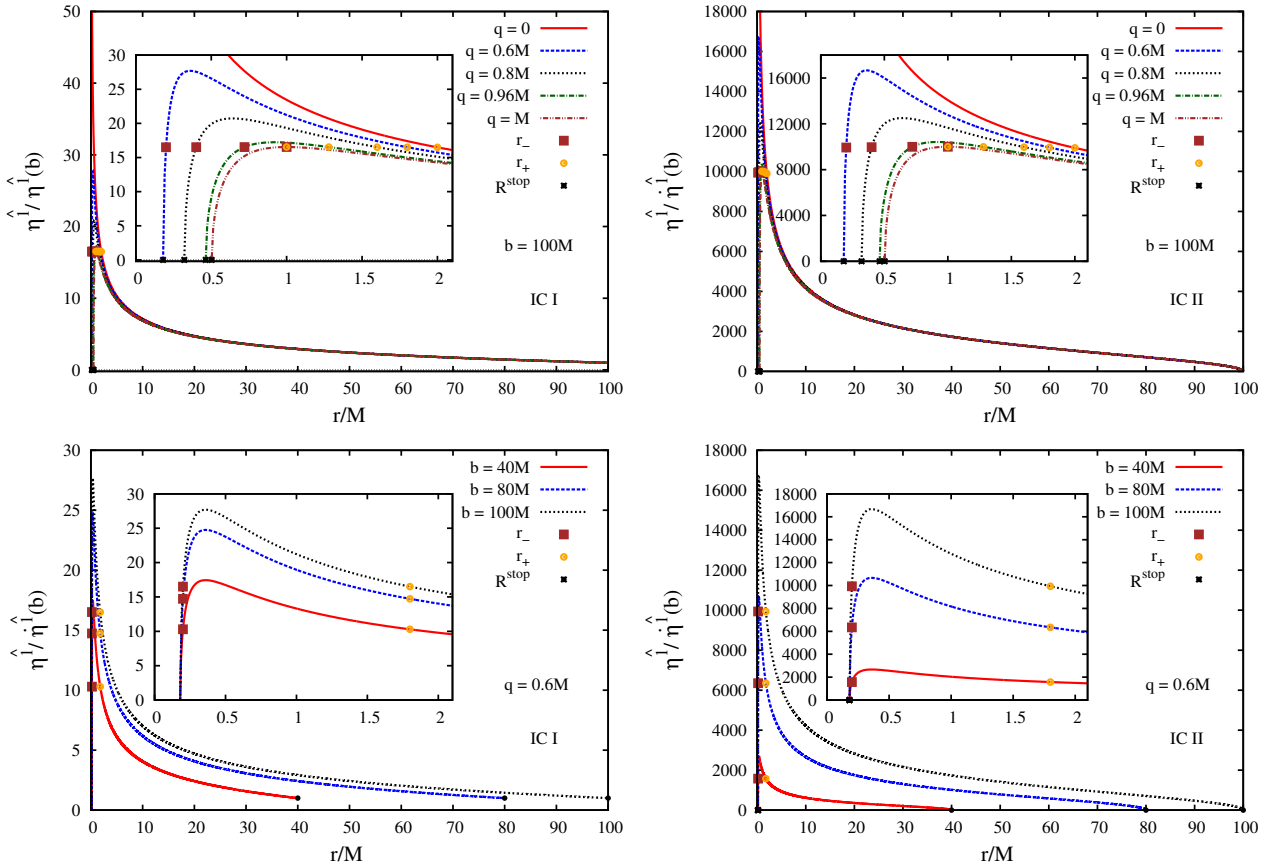 50
40
30
20
10
0
0 10 20 30 40 50 60 70 80 90 100
r/M
η^1̂ / η̇^1̂(b)
30
25
20
15
10
5
0
0 0.5 1 1.5 2
q = 0
q = 0.6M
q = 0.8M
q = 0.96M
q = M
r_
r+
R^stop
b = 100M
IC I
18000
16000
14000
12000
10000
8000
6000
4000
2000
0
0 10 20 30 40 50 60 70 80 90 100
r/M
η^1̂ / η̇^1̂(b)
16000
12000
8000
4000
0
0 0.5 1 1.5 2
q = 0
q = 0.6M
q = 0.8M
q = 0.96M
q = M
r_
r+
R^stop
b = 100M
IC II
30
25
20
15
10
5
0
0 10 20 30 40 50 60 70 80 90 100
r/M
η^1̂ / η̇^1̂(b)
30
25
20
15
10
5
0
0 0.5 1 1.5 2
b = 40M
b = 80M
b = 100M
r_
r+
R^stop
q = 0.6M
IC I
18000
16000
14000
12000
10000
8000
6000
4000
2000
0
0 10 20 30 40 50 60 70 80 90 100
r/M
η^1̂ / η̇^1̂(b)
18000
16000
14000
12000
10000
8000
6000
4000
2000
0
0 0.5 1 1.5 2
b = 40M
b = 80M
b = 100M
r_
r+
R^stop
q = 0.6M
IC II